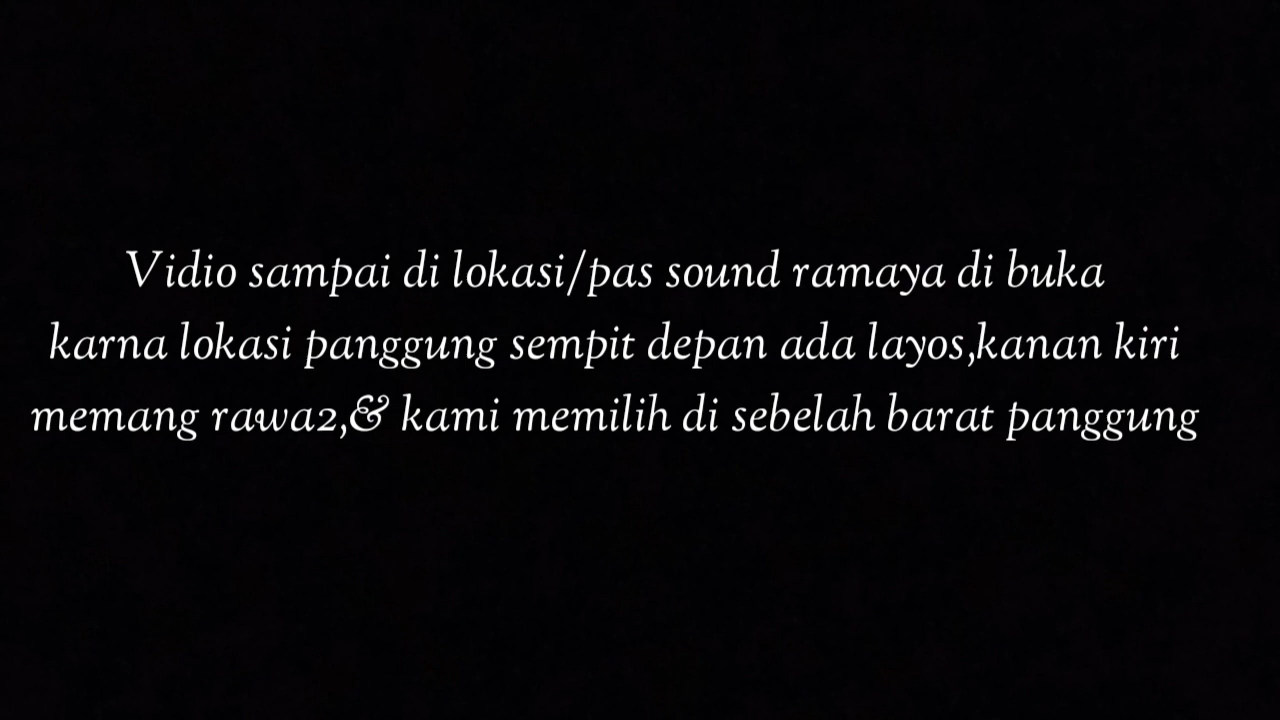 Vidio sampai di lokasi/pas sound ramaya di buka
karna lokasi panggung sempit depan ada layos,kanan kiri
memang rawa2,& kami memilih di sebelah barat panggung